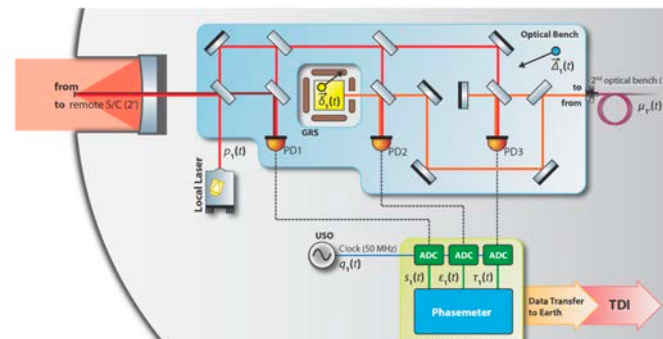 Optical Bench
Δ₁(t)
2ⁿᵈ optical bench (
from
to remote S/C (2')
δ₁(t)
GRS
to
from
μ₁'(t)
p₁(t)
PD1
PD2
PD3
Local Laser
USO
Clock (50 MHz)
q₁(t)
ADC
ADC
ADC
s₁(t)
ε₁(t)
τ₁(t)
Phasemeter
Data Transfer
to Earth
TDI